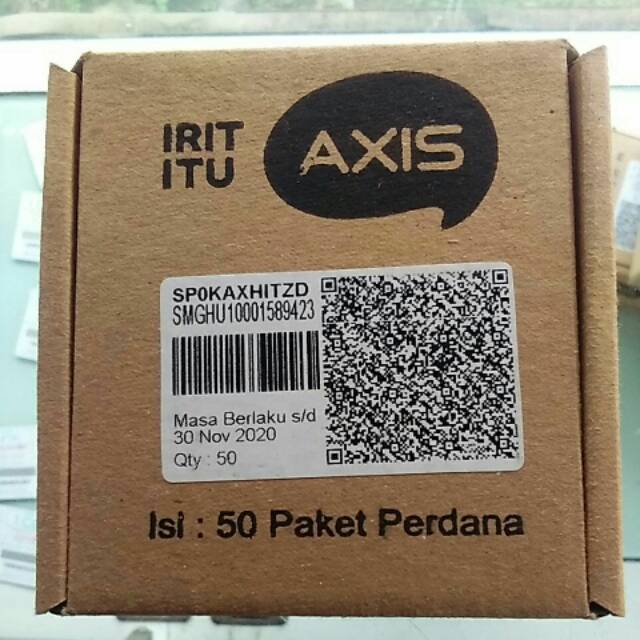 IRIT
ITU
AXIS
SP0KAXHITZD
SMGHU10001589423
Masa Berlaku s/d
30 Nov 2020
Qty : 50
Isi : 50 Paket Perdana